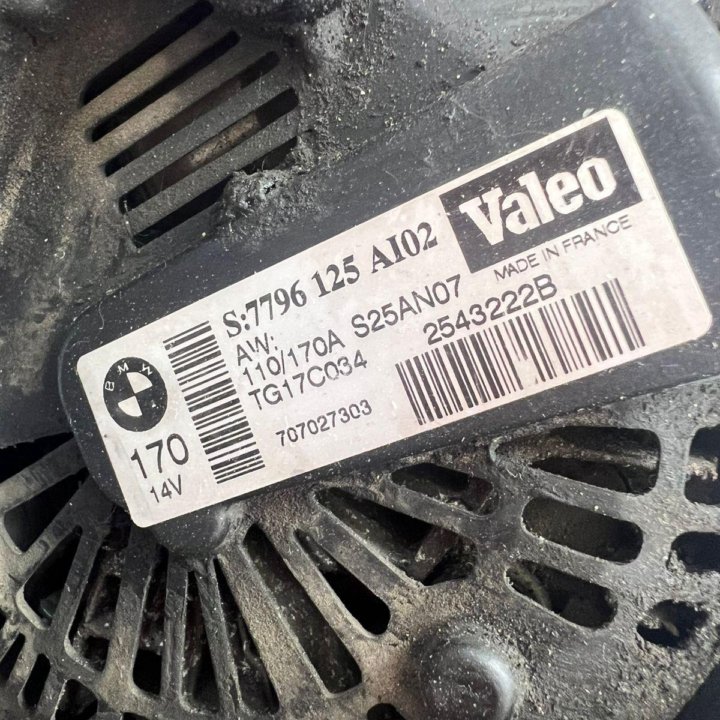 Valeo
MADE IN FRANCE
S:7796 125 AI02
AW:
110/170A S25AN07
TG17C034 2543222B
707027303
BMW
170
14V